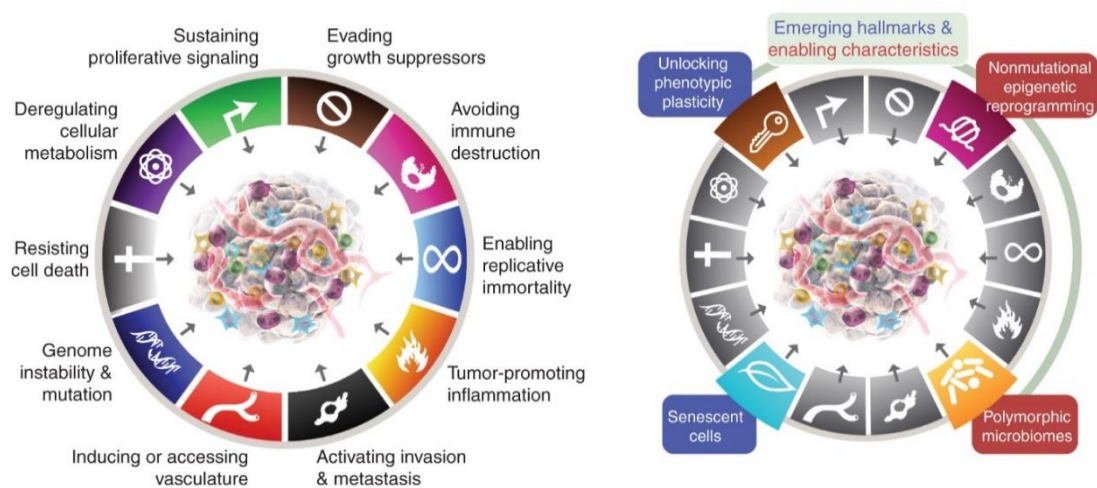 Sustaining
proliferative signaling
Evading
growth suppressors
Deregulating
cellular
metabolism
Avoiding
immune
destruction
Resisting
cell death
Enabling
replicative
immortality
Genome
instability &
mutation
Tumor-promoting
inflammation
Inducing or accessing
vasculature
Activating invasion
& metastasis
Emerging hallmarks &
enabling characteristics
Unlocking
phenotypic
plasticity
Nonmutational
epigenetic
reprogramming
Senescent
cells
Polymorphic
microbiomes